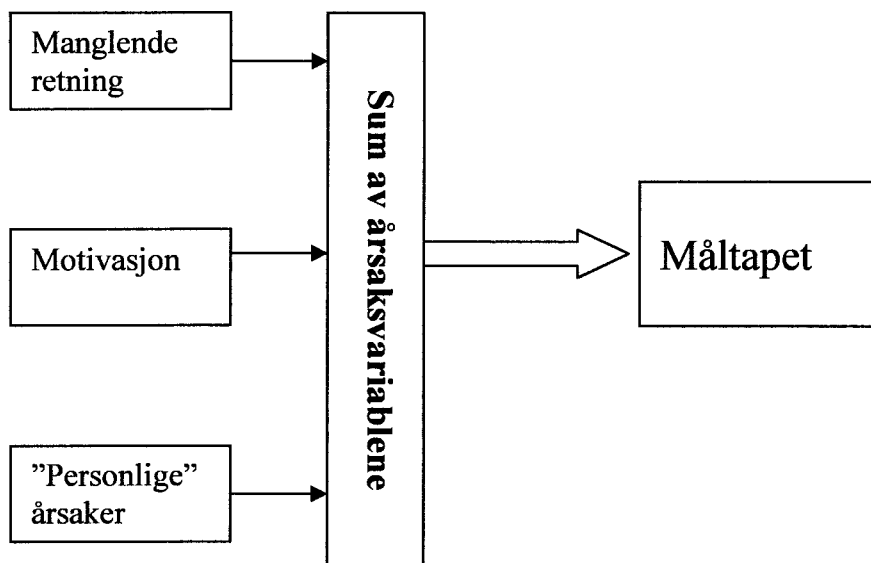 Manglende
retning
Motivasjon
”Personlige”
årsaker
Sum av årsaksvariablene
Måltapet